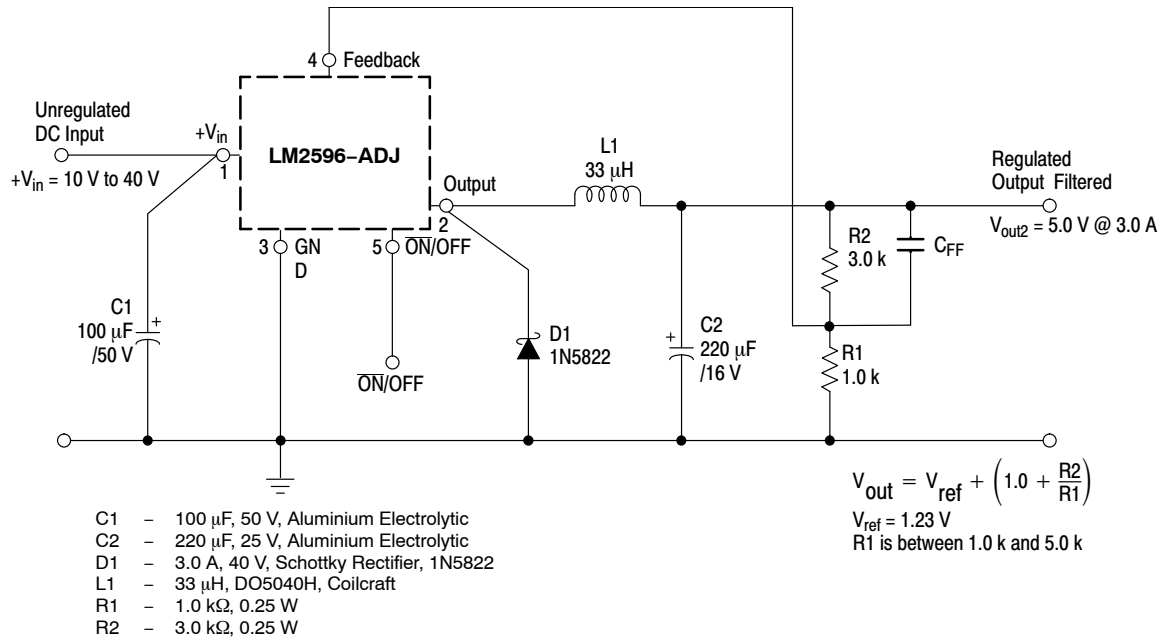 4 Feedback
Unregulated
DC Input
+Vin
1
LM2596−ADJ
+Vin = 10 V to 40 V
Output
2
L1
33 μH
Regulated
Output Filtered
Vout2 = 5.0 V @ 3.0 A
3 GN
D
5 ON/OFF
R2
3.0 k
CFF
C1
100 μF
/50 V
+
ON/OFF
D1
1N5822
+
C2
220 μF
/16 V
R1
1.0 k
Vout = Vref + (1.0 + R2/R1)
Vref = 1.23 V
R1 is between 1.0 k and 5.0 k
C1 – 100 μF, 50 V, Aluminium Electrolytic
C2 – 220 μF, 25 V, Aluminium Electrolytic
D1 – 3.0 A, 40 V, Schottky Rectifier, 1N5822
L1 – 33 μH, DO5040H, Coilcraft
R1 – 1.0 kΩ, 0.25 W
R2 – 3.0 kΩ, 0.25 W